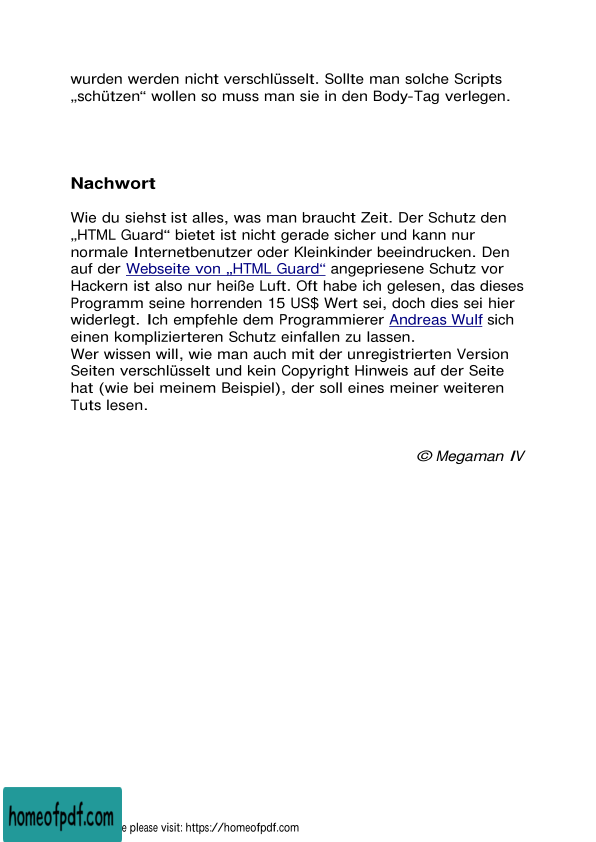 wurden werden nicht verschlüsselt. Sollte man solche Scripts
„schützen“ wollen so muss man sie in den Body-Tag verlegen.
Nachwort
Wie du siehst ist alles, was man braucht Zeit. Der Schutz den
„HTML Guard“ bietet ist nicht gerade sicher und kann nur
normale Internetbenutzer oder Kleinkinder beeindrucken. Den
auf der Webseite von „HTML Guard“ angepriesene Schutz vor
Hackern ist also nur heiße Luft. Oft habe ich gelesen, das dieses
Programm seine horrenden 15 US$ Wert sei, doch dies sei hier
widerlegt. Ich empfehle dem Programmierer Andreas Wulf sich
einen komplizierteren Schutz einfallen zu lassen.
Wer wissen will, wie man auch mit der unregistrierten Version
Seiten verschlüsselt und kein Copyright Hinweis auf der Seite
hat (wie bei meinem Beispiel), der soll eines meiner weiteren
Tuts lesen.
© Megaman IV
homeofpdf.com
e please visit: https://homeofpdf.com